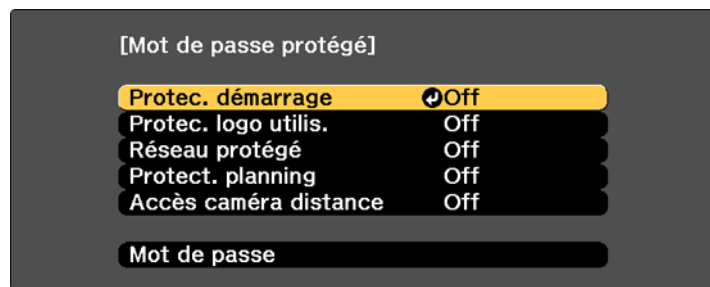 [Mot de passe protégé]
Protec. démarrage Off
Protec. logo utilis. Off
Réseau protégé Off
Protect. planning Off
Accès caméra distance Off
Mot de passe